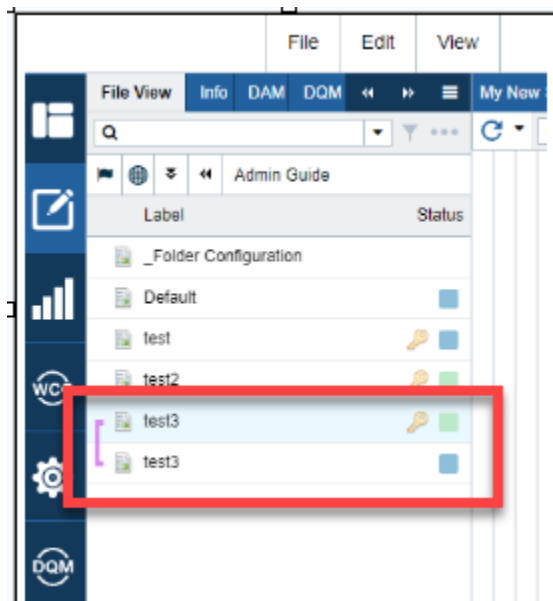 File Edit View
File View Info DAM DQM My New
Admin Guide
Label Status
_Folder Configuration
Default
test
test2
test3
test3
DQM